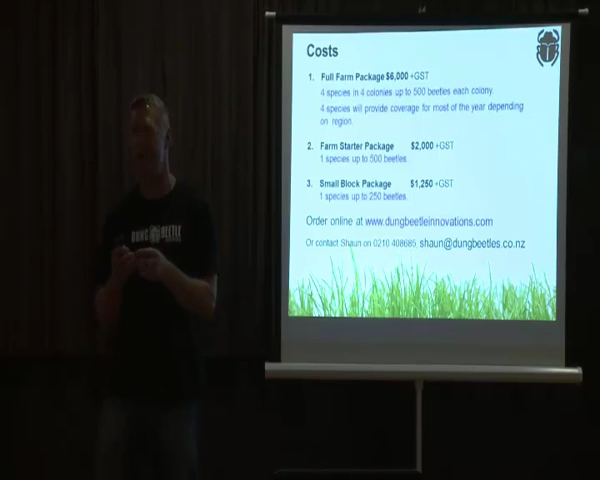 Costs
1. Full Farm Package $6,000 +GST
4 species in 4 colonies up to 500 beetles each colony.
4 species will provide coverage for most of the year depending
on region.
2. Farm Starter Package $2,000 +GST
1 species up to 500 beetles.
3. Small Block Package $1,250 +GST
1 species up to 250 beetles.
Order online at www.dungbeetleinnovations.com
Or contact Shaun on 0210 408685, shaun@dungbeetles.co.nz
DUNG BEETLE